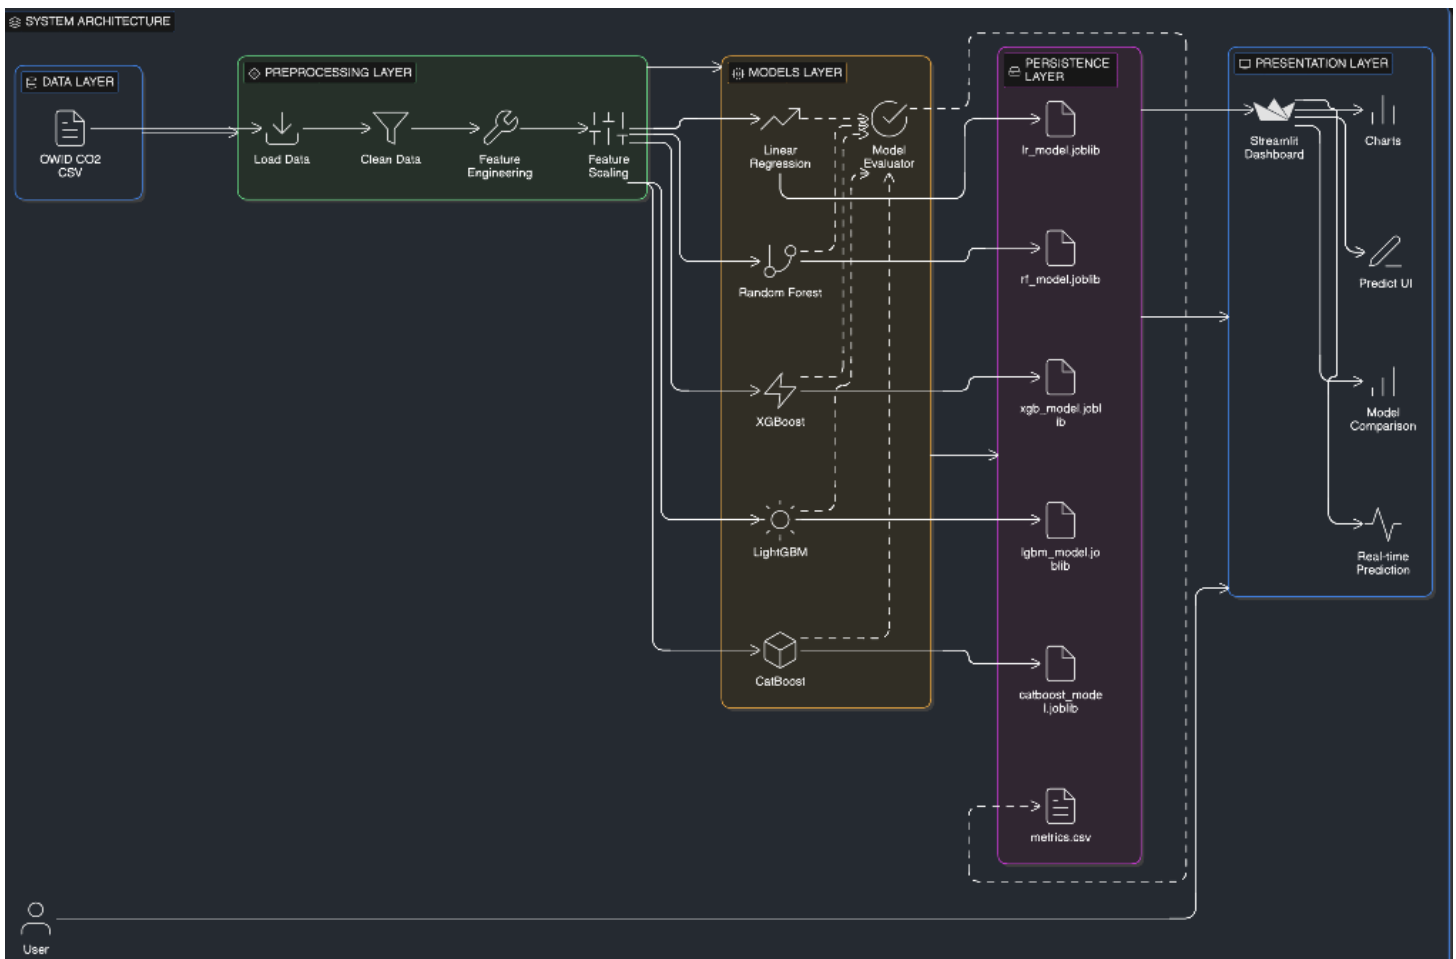 SYSTEM ARCHITECTURE
DATA LAYER
OWID CO2
CSV
PREPROCESSING LAYER
Load Data
Clean Data
Feature
Engineering
Feature
Scaling
MODELS LAYER
Linear
Regression
Model
Evaluator
Random Forest
XGBoost
LightGBM
CatBoost
PERSISTENCE
LAYER
lr_model.joblib
rf_model.joblib
xgb_model.jobl
ib
lgbm_model.jo
blib
catboost_mode
l.joblib
metrics.csv
PRESENTATION LAYER
Streamlit
Dashboard
Charts
Predict UI
Model
Comparison
Real-time
Prediction
User